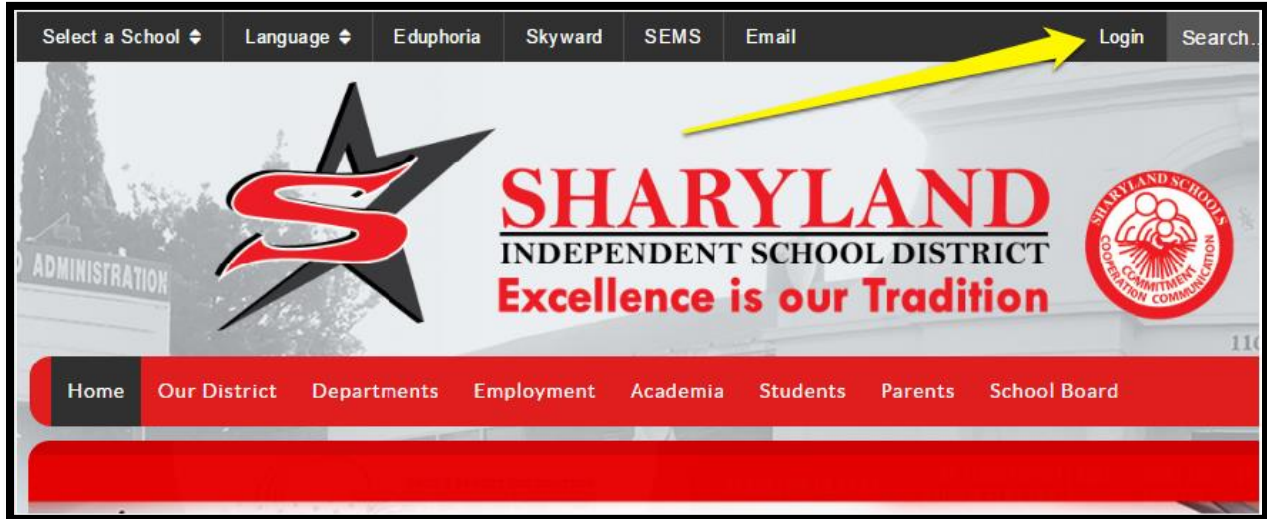 Select a School Language Eduphoria Skyward SEMS Email Login Search..
SHARYLAND
INDEPENDENT SCHOOL DISTRICT
Excellence is our Tradition
SHARYLAND SCHOOLS
COOPERATION COMMITMENT COMMUNICATION
ADMINISTRATION
110
Home Our District Departments Employment Academia Students Parents School Board